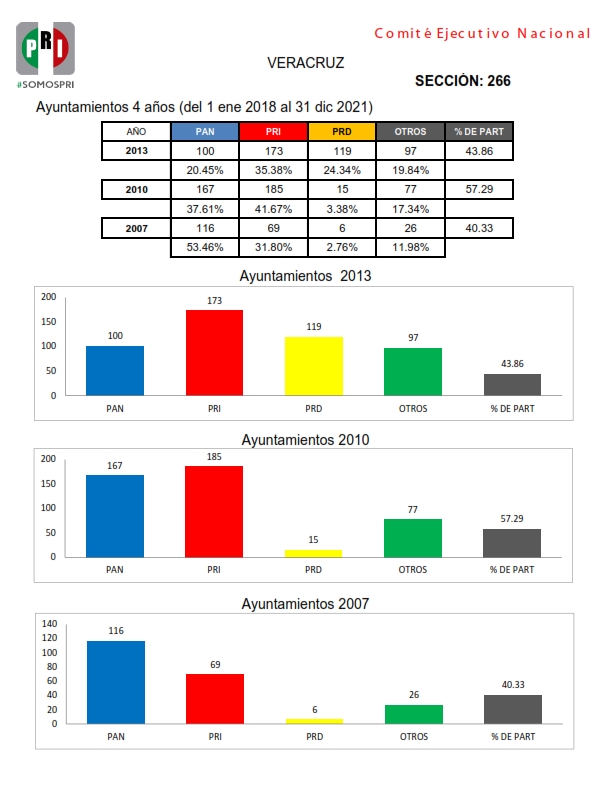 Comité Ejecutivo Nacional
PRI
#SOMOSPRI
VERACRUZ
SECCIÓN: 266
Ayuntamientos 4 años (del 1 ene 2018 al 31 dic 2021)
AÑO PAN PRI PRD OTROS % DE PART
2013 100 173 119 97 43.86
20.45% 35.38% 24.34% 19.84%
2010 167 185 15 77 57.29
37.61% 41.67% 3.38% 17.34%
2007 116 69 6 26 40.33
53.46% 31.80% 2.76% 11.98%
Ayuntamientos 2013
200
173
150
119
100
97
100
50
43.86
0
PAN PRI PRD OTROS % DE PART
Ayuntamientos 2010
200
185
167
150
100
77
57.29
50
15
0
PAN PRI PRD OTROS % DE PART
Ayuntamientos 2007
140
120
116
100
80
69
60
40.33
40
26
20
6
0
PAN PRI PRD OTROS % DE PART